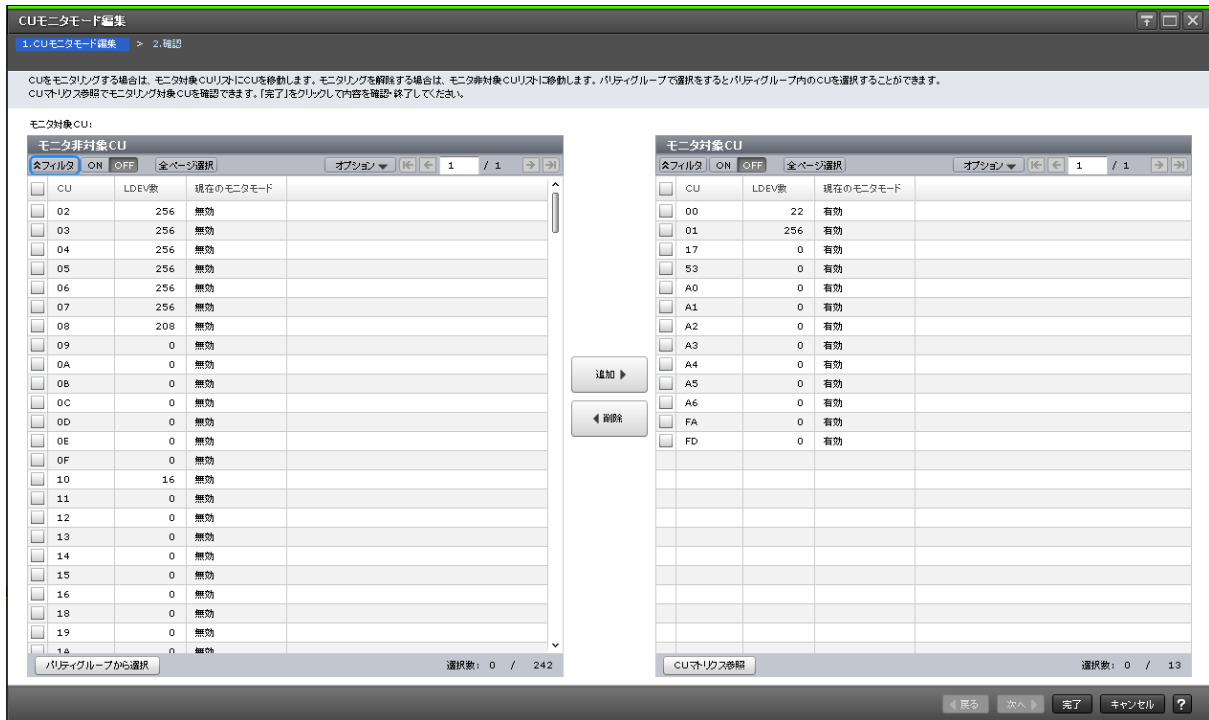 CUモニタモード編集
1.CUモニタモード編集 > 2.確認
CUをモニタリングする場合は、モニタ対象CUリストにCUを移動します。モニタリングを解除する場合は、モニタ非対象CUリストに移動します。パリティグループで選択をするとパリティグループ内のCUを選択することができます。
CUマトリクス参照でモニタリング対象CUを確認できます。「完了」をクリックして内容を確認・終了してください。
モニタ対象CU:
モニタ非対象CU
フィルタ ON OFF 全ページ選択 オプション 1 / 1
CU LDEV数 現在のモニタモード
02 256 無効
03 256 無効
04 256 無効
05 256 無効
06 256 無効
07 256 無効
08 208 無効
09 0 無効
0A 0 無効
0B 0 無効
0C 0 無効
0D 0 無効
0E 0 無効
0F 0 無効
10 16 無効
11 0 無効
12 0 無効
13 0 無効
14 0 無効
15 0 無効
16 0 無効
18 0 無効
19 0 無効
1A 0 無効
パリティグループから選択 選択数: 0 / 242
追加
削除
モニタ対象CU
フィルタ ON OFF 全ページ選択 オプション 1 / 1
CU LDEV数 現在のモニタモード
00 22 有効
01 256 有効
17 0 有効
53 0 有効
A0 0 有効
A1 0 有効
A2 0 有効
A3 0 有効
A4 0 有効
A5 0 有効
A6 0 有効
FA 0 有効
FD 0 有効
CUマトリクス参照 選択数: 0 / 13
戻る 次へ 完了 キャンセル ?